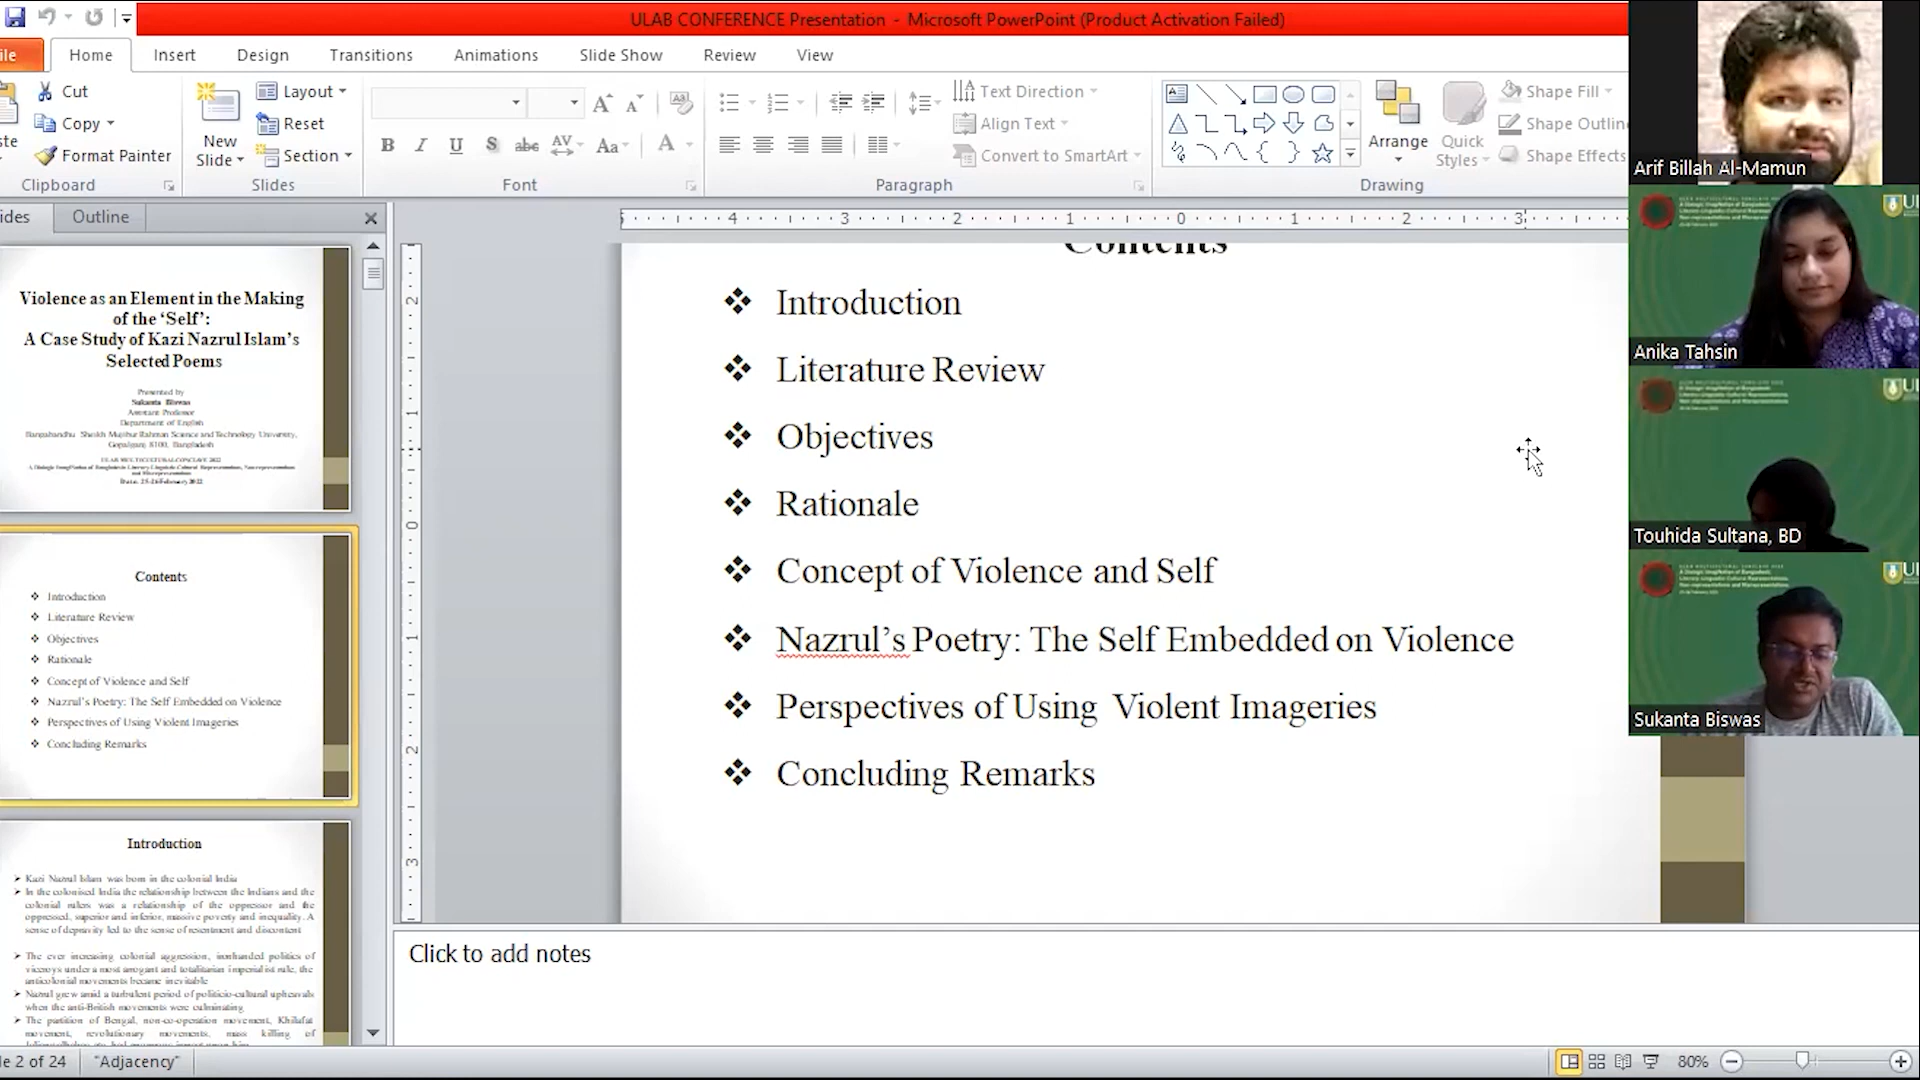 ULAB CONFERENCE Presentation - Microsoft PowerPoint (Product Activation Failed)
Home Insert Design Transitions Animations Slide Show Review View
Cut
Copy
Format Painter
Clipboard
New
Slide
Layout
Reset
Section
Slides
B I U S abc AV Aa A
Font
Text Direction
Align Text
Convert to SmartArt
Paragraph
Arrange
Quick
Styles
Shape Fill
Shape Outlin
Shape Effects
Drawing
ides Outline
Violence as an Element in the Making
of the ‘Self’:
A Case Study of Kazi Nazrul Islam’s
Selected Poems
Presented by
Sukanta Biswas
Assistant Professor
Department of English
Bangabandhu Sheikh Mujibur Rahman Science and Technology University,
Gopalganj 8100, Bangladesh
ULAB MULTICULTURAL CONCLAVE 2022
Date: 25-26 February 2022
Contents
Introduction
Literature Review
Objectives
Rationale
Concept of Violence and Self
Nazrul’s Poetry: The Self Embedded on Violence
Perspectives of Using Violent Imageries
Concluding Remarks
Introduction
Kazi Nazrul Islam was born in the colonial India
In the colonised India the relationship between the Indians and the
colonial rulers was a relationship of the oppressor and the
oppressed, superior and inferior, massive poverty and inequality. A
sense of depravity led to the sense of resentment and discontent
The ever increasing colonial aggression, ironhanded politics of
viceroys under a most arrogant and totalitarian imperialist rule, the
anticolonial movements became inevitable
Nazrul grew amid a turbulent period of politicio-cultural upheavals
when the anti-British movements were culminating
The partition of Bengal, non-co-operation movement, Khilafat
movement, revolutionary movements, mass killing of
Contents
Introduction
Literature Review
Objectives
Rationale
Concept of Violence and Self
Nazrul’s Poetry: The Self Embedded on Violence
Perspectives of Using Violent Imageries
Concluding Remarks
Click to add notes
Arif Billah Al-Mamun
Anika Tahsin
Touhida Sultana, BD
Sukanta Biswas
le 2 of 24 "Adjacency" 80%